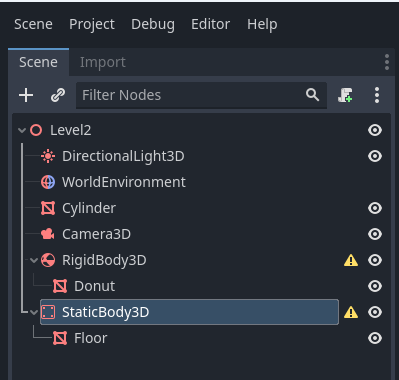 Scene Project Debug Editor Help
Scene Import
Filter Nodes
Level2
DirectionalLight3D
WorldEnvironment
Cylinder
Camera3D
RigidBody3D
Donut
StaticBody3D
Floor